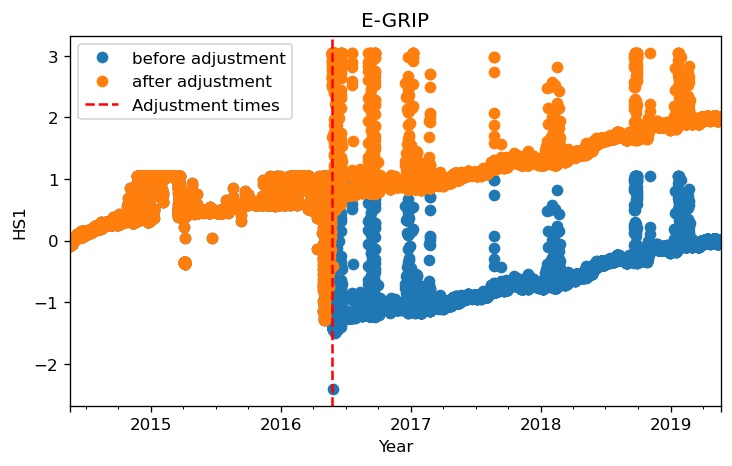 E-GRIP
before adjustment
after adjustment
Adjustment times
HS1
3
2
1
0
−1
−2
2015 2016 2017 2018 2019
Year